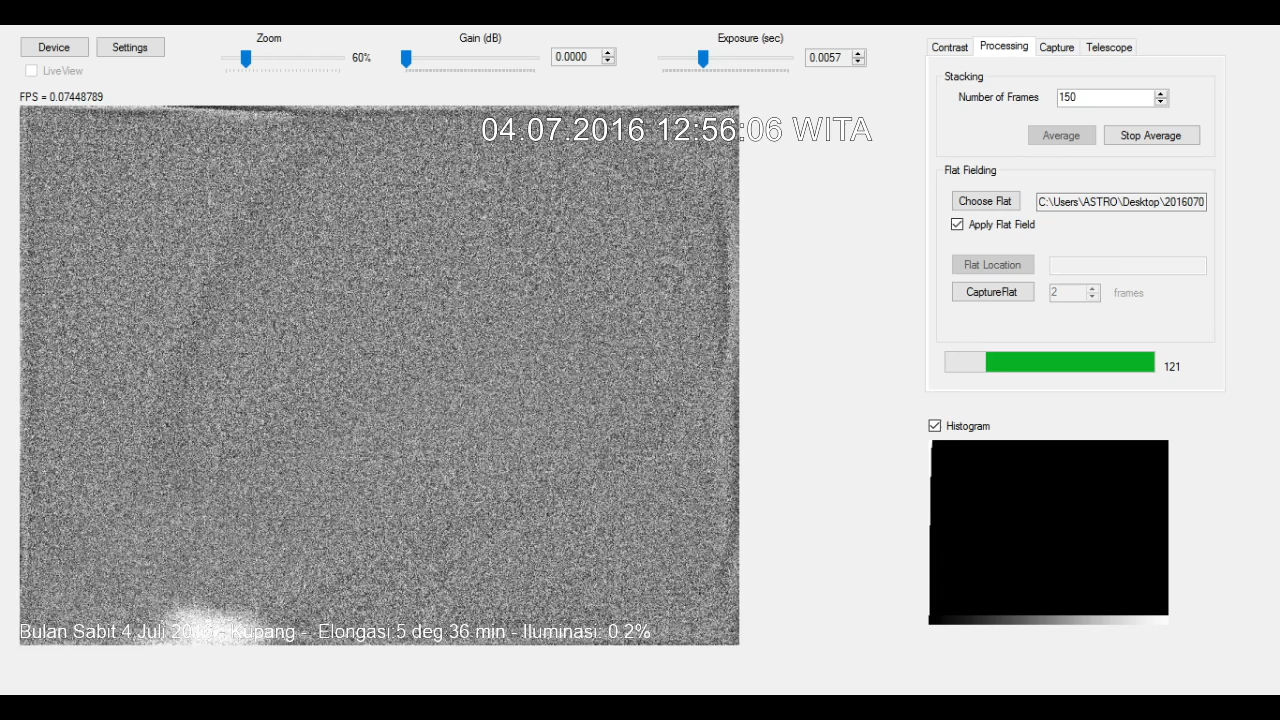 Device
Settings
Zoom
60%
Gain (dB)
0.0000
Exposure (sec)
0.0057
LiveView
FPS = 0.07448789
04.07.2016 12:56:06 WITA
Contrast
Processing
Capture
Telescope
Stacking
Number of Frames
150
Average
Stop Average
Flat Fielding
Choose Flat
C:\Users\ASTRO\Desktop\2016070
Apply Flat Field
Flat Location
CaptureFlat
2
frames
121
Histogram
Bulan Sabit 4 Juli 2016 - Kupang - Elongasi 5 deg 36 min - Iluminasi: 0.2%